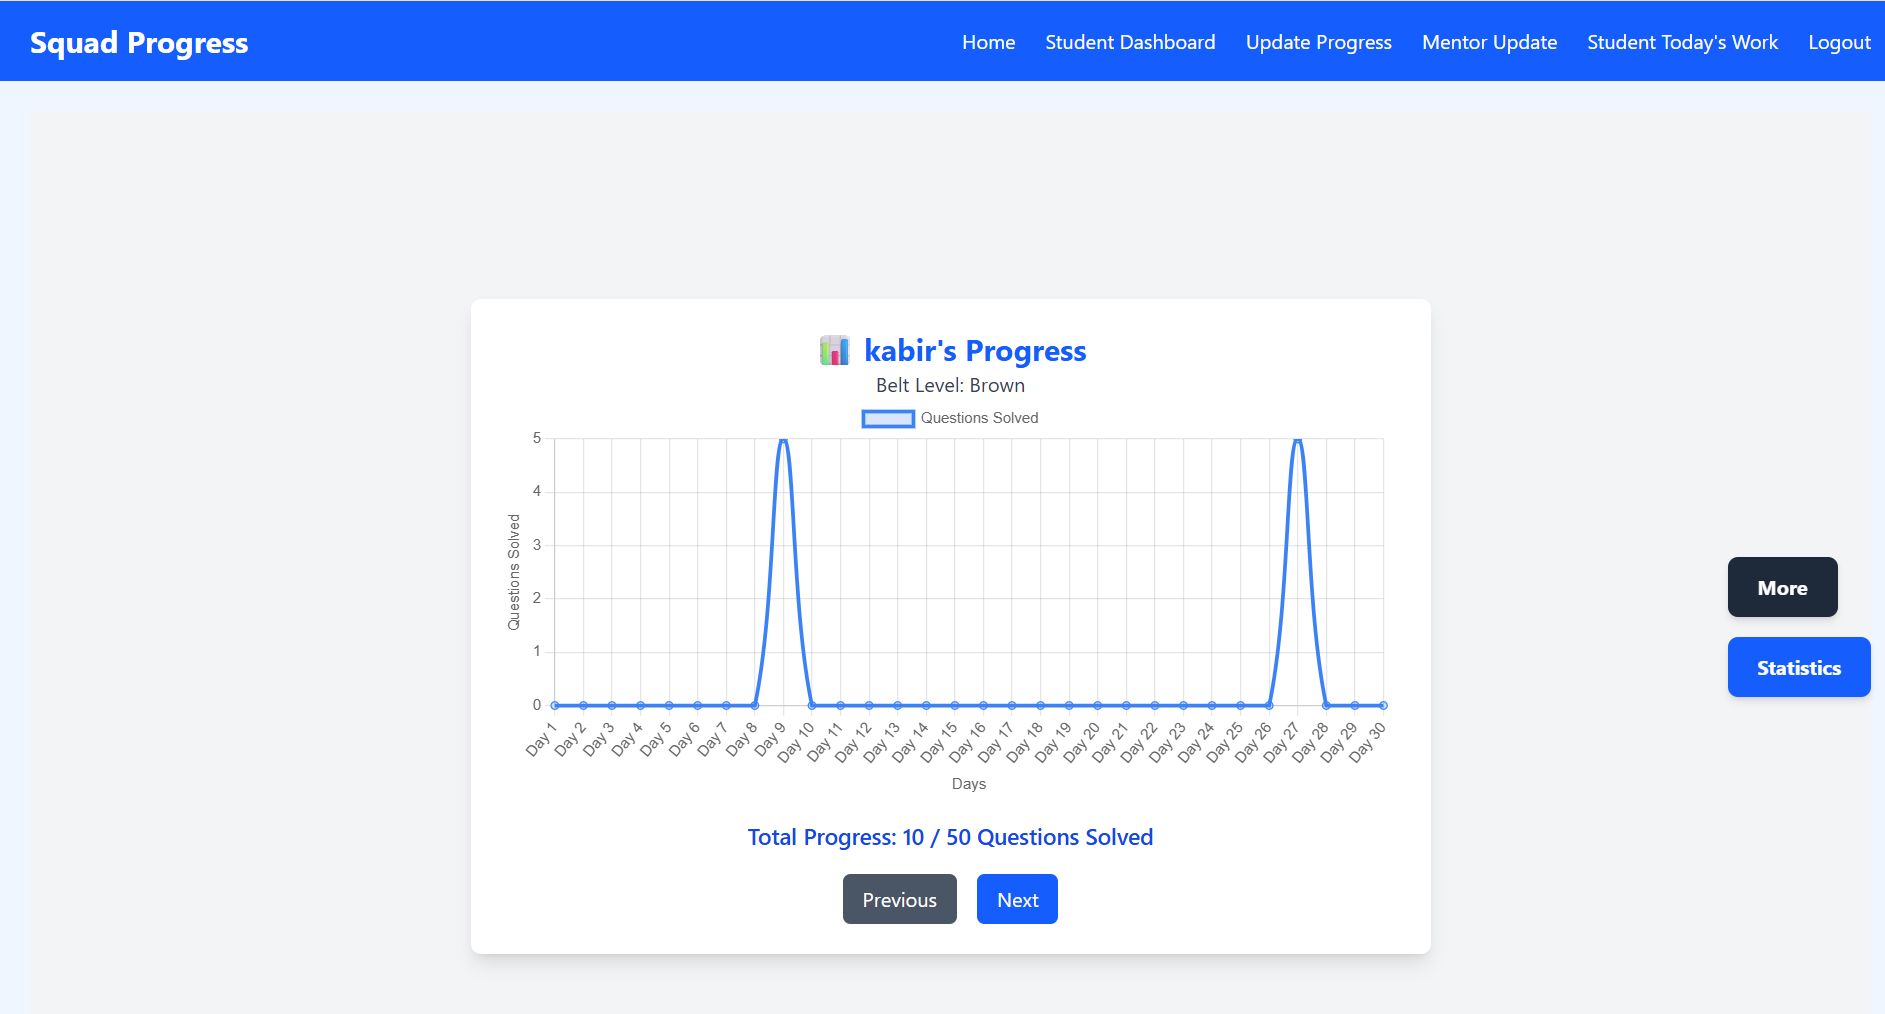 Squad Progress
Home Student Dashboard Update Progress Mentor Update Student Today's Work Logout
kabir's Progress
Belt Level: Brown
Questions Solved
5
4
3
2
1
0
Questions Solved
Day 1 Day 2 Day 3 Day 4 Day 5 Day 6 Day 7 Day 8 Day 9 Day 10 Day 11 Day 12 Day 13 Day 14 Day 15 Day 16 Day 17 Day 18 Day 19 Day 20 Day 21 Day 22 Day 23 Day 24 Day 25 Day 26 Day 27 Day 28 Day 29 Day 30
Days
Total Progress: 10 / 50 Questions Solved
Previous Next
More
Statistics